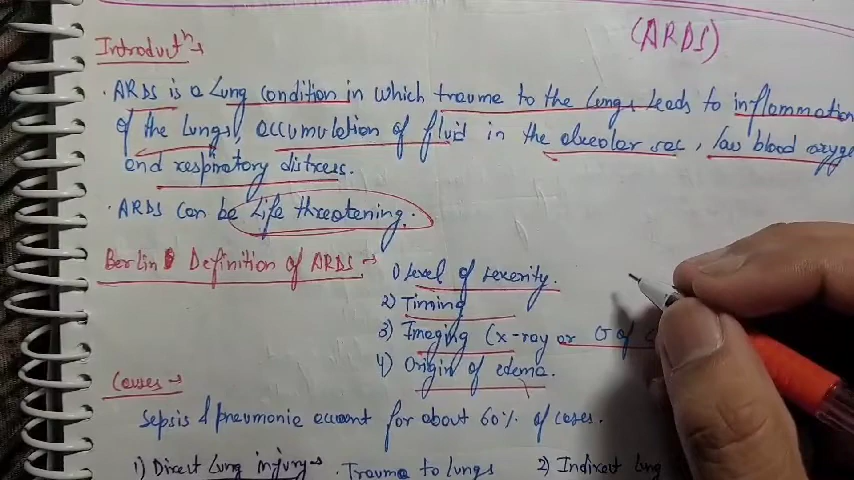 (ARDS)
Introductn →
· ARDS is a Lung condition in which trauma to the Lungs Leads to inflammation
of the Lungs, accumulation of fluid in the alveolar sac, low blood oxyge
and respiratory distress.
· ARDS can be Life threatening.
Berlin Definition of ARDS →
1) Level of severity.
2) Timing
3) Imaging (X-ray or CT of
4) Origin of edema.
Causes →
Sepsis & pneumonia account for about 60% of cases.
1) Direct Lung injury → · Trauma to Lungs 2) Indirect Lung